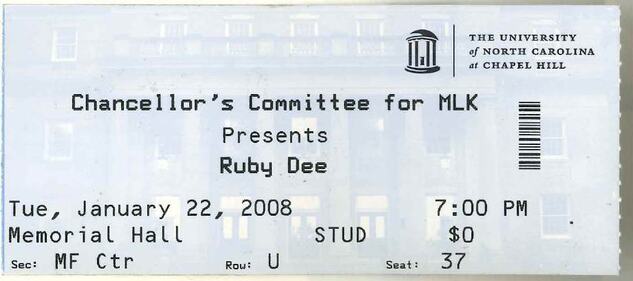 THE UNIVERSITY
of NORTH CAROLINA
at CHAPEL HILL
Chancellor's Committee for MLK
Presents
Ruby Dee
Tue, January 22, 2008 7:00 PM
Memorial Hall STUD $0
Sec: MF Ctr Row: U Seat: 37